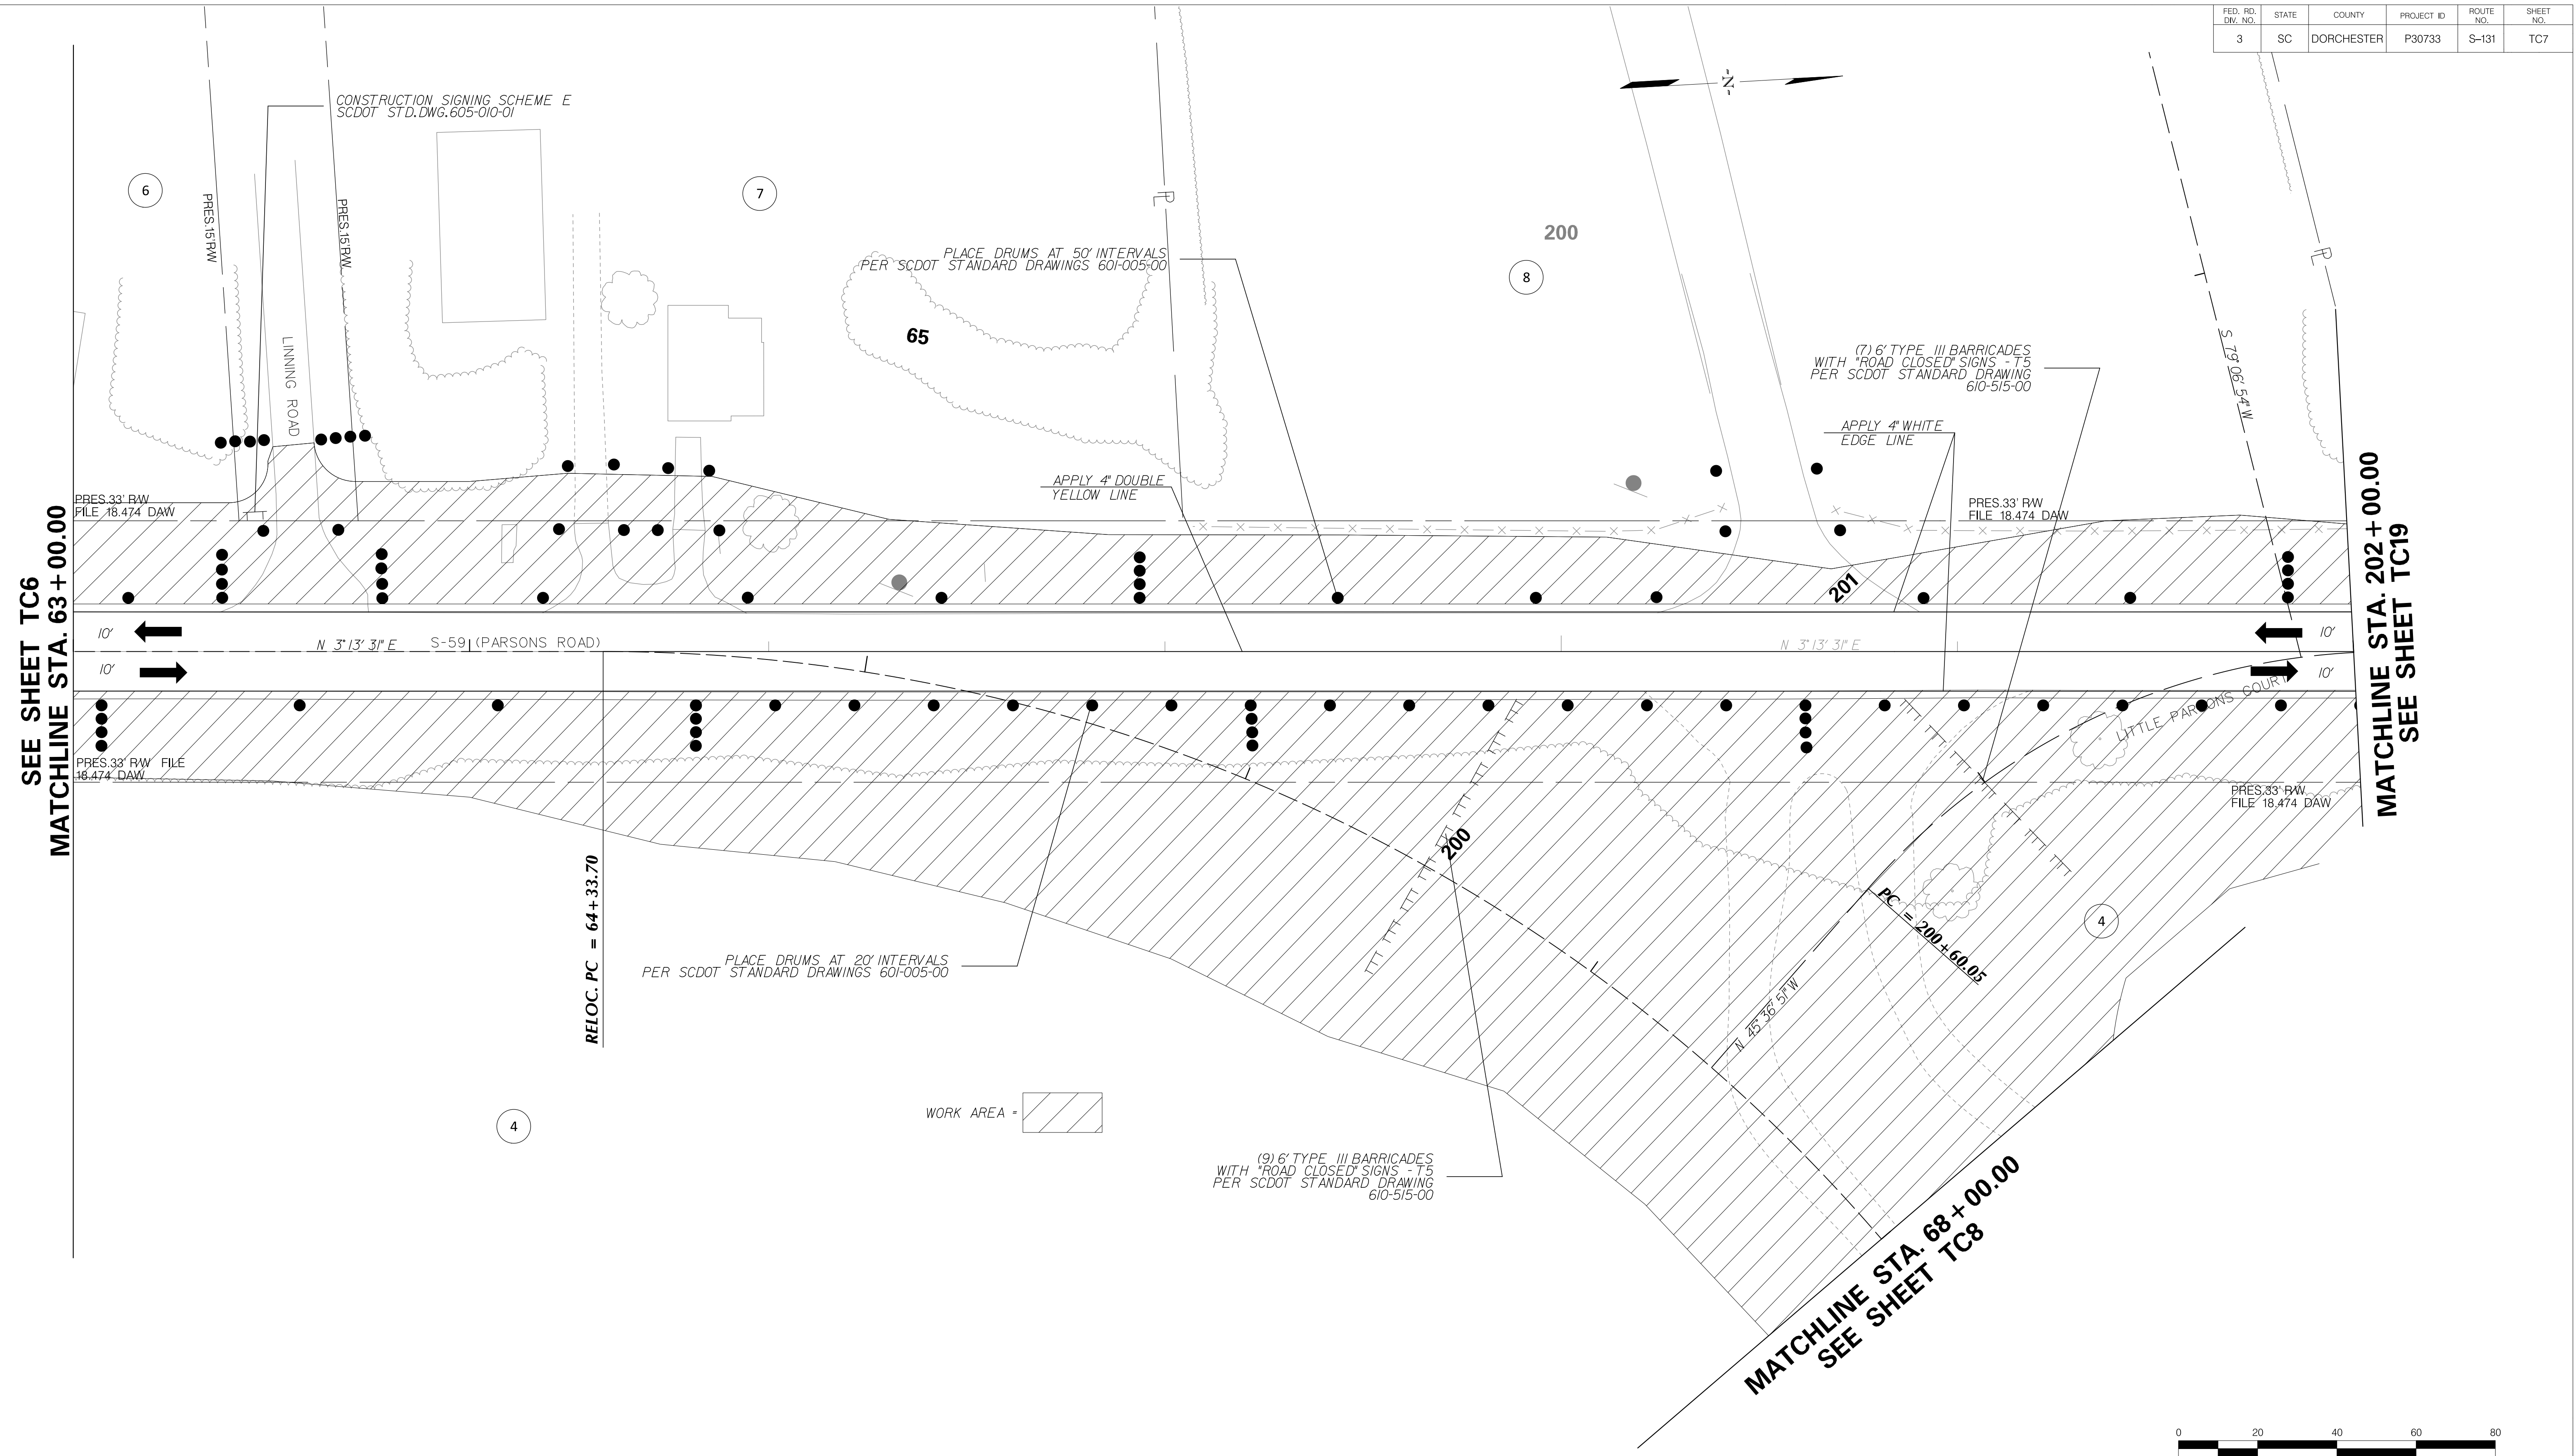 FED. RD. DIV. NO. STATE COUNTY PROJECT ID ROUTE NO. SHEET NO.
3 SC DORCHESTER P30733 S-131 TC7
N
CONSTRUCTION SIGNING SCHEME E
SCDOT STD.DWG.605-010-01
6
7
8
200
PRES.15'R/W
PRES.15'R/W
LINNING ROAD
PL
PL
PLACE DRUMS AT 50' INTERVALS
PER SCDOT STANDARD DRAWINGS 601-005-00
65
S 79° 06' 54" W
(7) 6' TYPE III BARRICADES
WITH "ROAD CLOSED" SIGNS - T5
PER SCDOT STANDARD DRAWING
610-515-00
APPLY 4" WHITE
EDGE LINE
APPLY 4" DOUBLE
YELLOW LINE
PRES.33' R/W
FILE 18.474 DAW
PRES.33' R/W
FILE 18.474 DAW
SEE SHEET TC6
MATCHLINE STA. 63+00.00
MATCHLINE STA. 202+00.00
SEE SHEET TC19
201
10'
10'
N 3° 13' 31" E
S-59 (PARSONS ROAD)
N 3° 13' 31" E
10'
10'
LITTLE PARSONS COURT
PRES.33' R/W FILE
18.474 DAW
PRES.33' R/W
FILE 18.474 DAW
200
RELOC. PC = 64+33.70
PC = 200+60.05
4
N 45° 36' 51" W
PLACE DRUMS AT 20' INTERVALS
PER SCDOT STANDARD DRAWINGS 601-005-00
4
WORK AREA =
(9) 6' TYPE III BARRICADES
WITH "ROAD CLOSED" SIGNS - T5
PER SCDOT STANDARD DRAWING
610-515-00
MATCHLINE STA. 68+00.00
SEE SHEET TC8
0 20 40 60 80